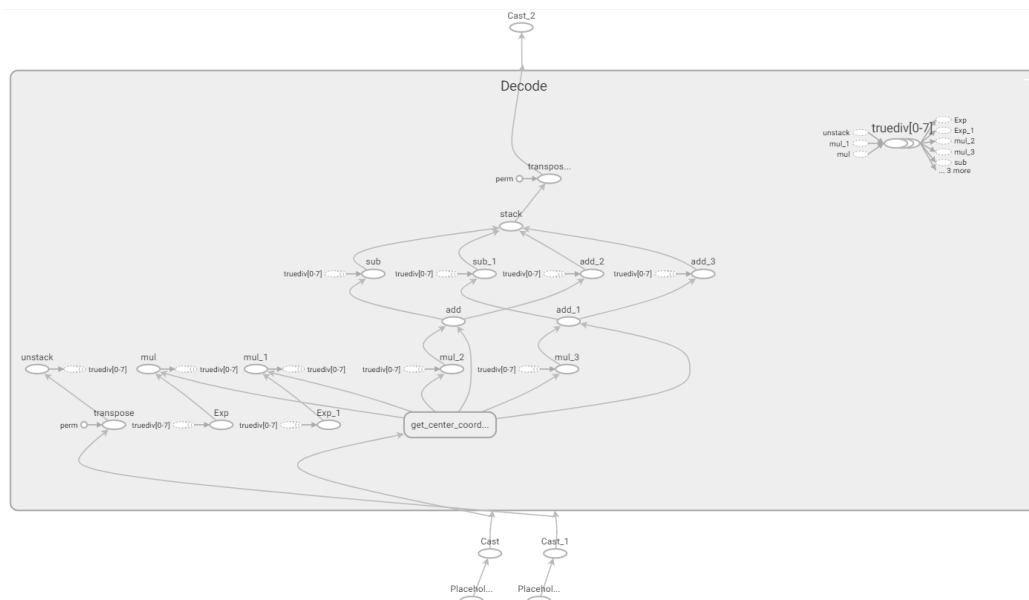 Cast_2
Decode
truediv[0-7]
unstack
mul_1
mul
Exp
Exp_1
mul_2
mul_3
sub
... 3 more
transpos...
perm
stack
sub
sub_1
add_2
add_3
truediv[0-7]
truediv[0-7]
truediv[0-7]
truediv[0-7]
add
add_1
unstack
mul
mul_1
mul_2
mul_3
truediv[0-7]
truediv[0-7]
truediv[0-7]
truediv[0-7]
truediv[0-7]
transpose
Exp
Exp_1
perm
truediv[0-7]
truediv[0-7]
get_center_coord...
Cast
Cast_1
Placehol...
Placehol...